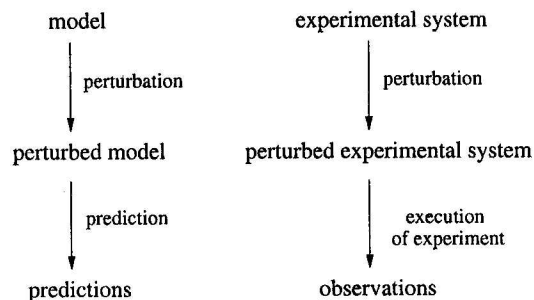 model
experimental system
perturbation
perturbation
perturbed model
perturbed experimental system
prediction
execution
of experiment
predictions
observations